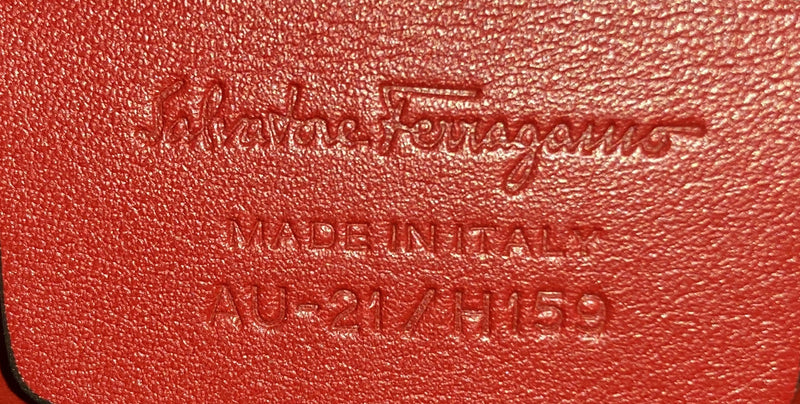 Salvatore Ferragamo
MADE IN ITALY
AU-21/H159